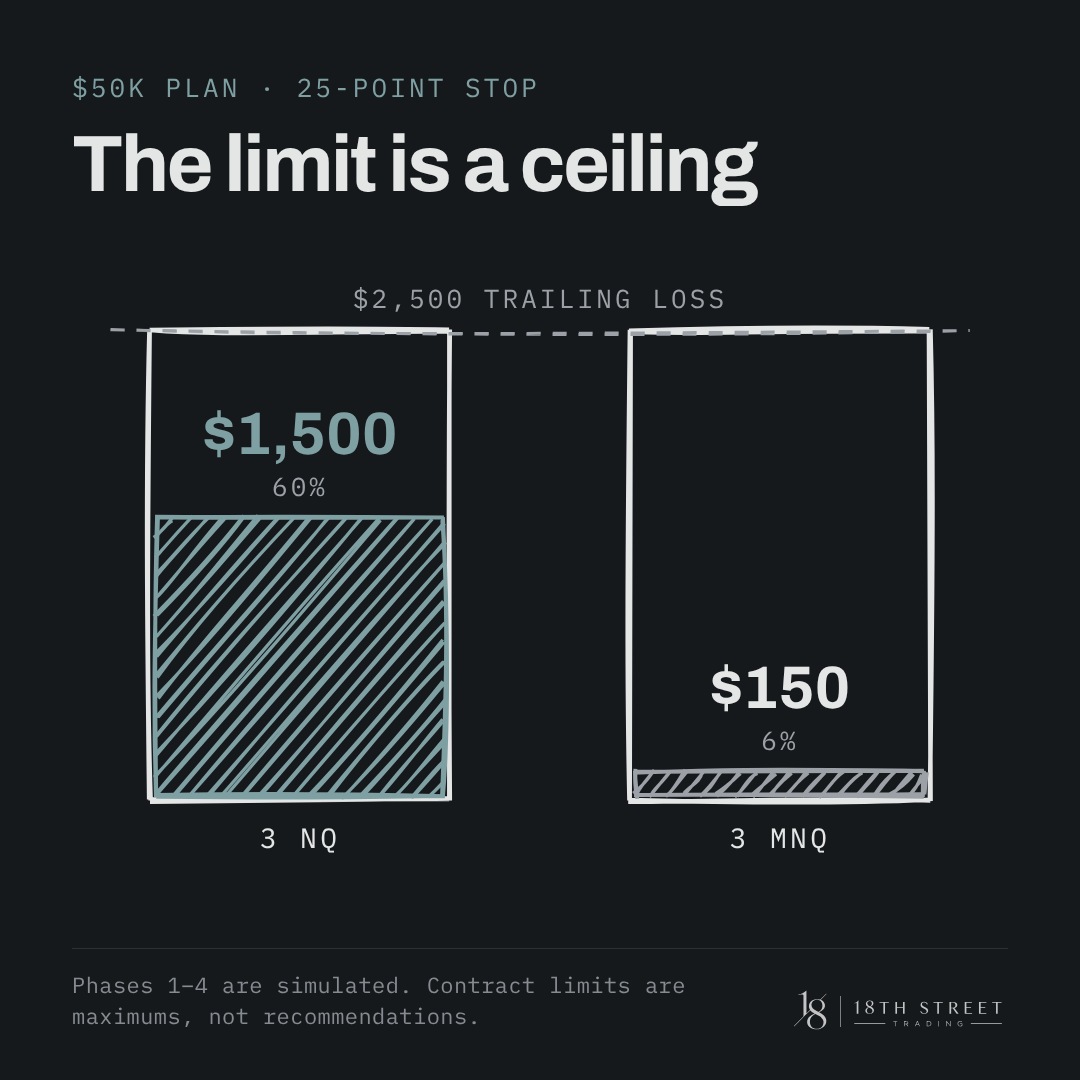 $50K PLAN · 25-POINT STOP
The limit is a ceiling
$2,500 TRAILING LOSS
$1,500
60%
$150
6%
3 NQ
3 MNQ
Phases 1–4 are simulated. Contract limits are
maximums, not recommendations.
18
18TH STREET
TRADING